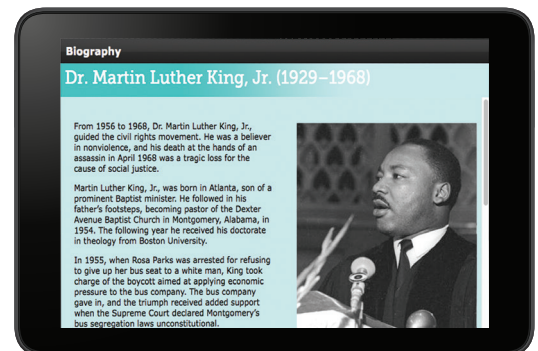 Biography
Dr. Martin Luther King, Jr. (1929–1968)
From 1956 to 1968, Dr. Martin Luther King, Jr.,
guided the civil rights movement. He was a believer
in nonviolence, and his death at the hands of an
assassin in April 1968 was a tragic loss for the
cause of social justice.
Martin Luther King, Jr., was born in Atlanta, son of a
prominent Baptist minister. He followed in his
father's footsteps, becoming pastor of the Dexter
Avenue Baptist Church in Montgomery, Alabama, in
1954. The following year he received his doctorate
in theology from Boston University.
In 1955, when Rosa Parks was arrested for refusing
to give up her bus seat to a white man, King took
charge of the boycott aimed at applying economic
pressure to the bus company. The bus company
gave in, and the triumph received added support
when the Supreme Court declared Montgomery's
bus segregation laws unconstitutional.